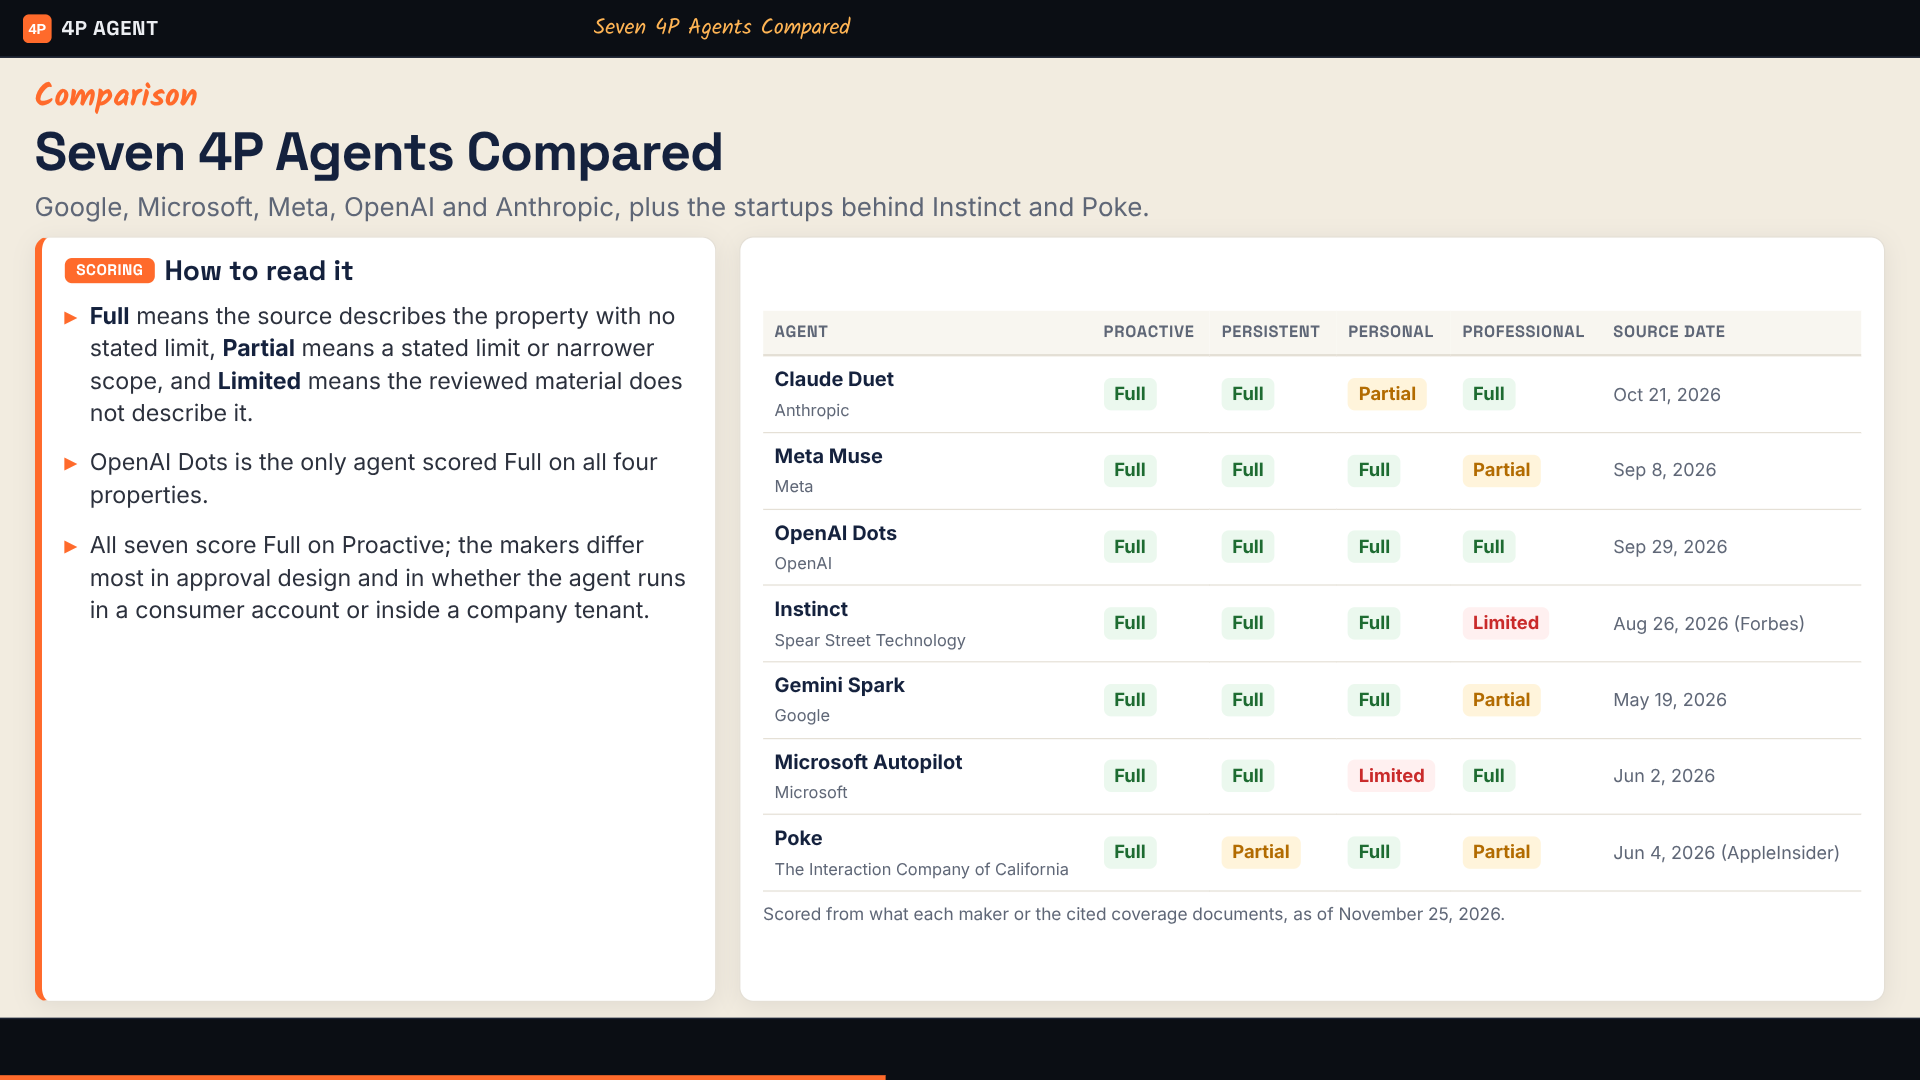 4P 4P AGENT
Seven 4P Agents Compared
Comparison
Seven 4P Agents Compared
Google, Microsoft, Meta, OpenAI and Anthropic, plus the startups behind Instinct and Poke.
SCORING How to read it
▸ Full means the source describes the property with no
stated limit, Partial means a stated limit or narrower
scope, and Limited means the reviewed material does
not describe it.
▸ OpenAI Dots is the only agent scored Full on all four
properties.
▸ All seven score Full on Proactive; the makers differ
most in approval design and in whether the agent runs
in a consumer account or inside a company tenant.
AGENT PROACTIVE PERSISTENT PERSONAL PROFESSIONAL SOURCE DATE
Claude Duet
Anthropic
Full Full Partial Full Oct 21, 2026
Meta Muse
Meta
Full Full Full Partial Sep 8, 2026
OpenAI Dots
OpenAI
Full Full Full Full Sep 29, 2026
Instinct
Spear Street Technology
Full Full Full Limited Aug 26, 2026 (Forbes)
Gemini Spark
Google
Full Full Full Partial May 19, 2026
Microsoft Autopilot
Microsoft
Full Full Limited Full Jun 2, 2026
Poke
The Interaction Company of California
Full Partial Full Partial Jun 4, 2026 (AppleInsider)
Scored from what each maker or the cited coverage documents, as of November 25, 2026.